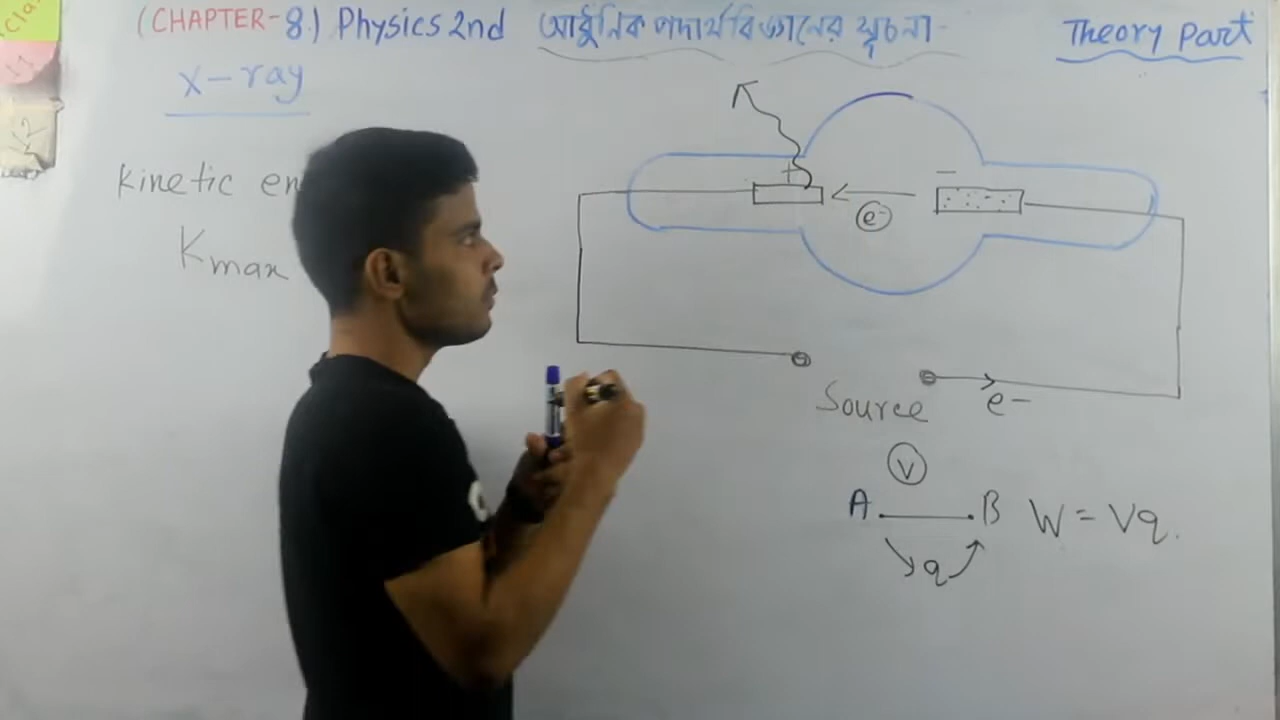 (CHAPTER-8.) Physics 2nd আধুনিক পদার্থবিজ্ঞানের সূচনা- Theory Part
x-ray
Kinetic en
Kmax
+
-
e-
Source
e-
V
A B W = Vq.
q